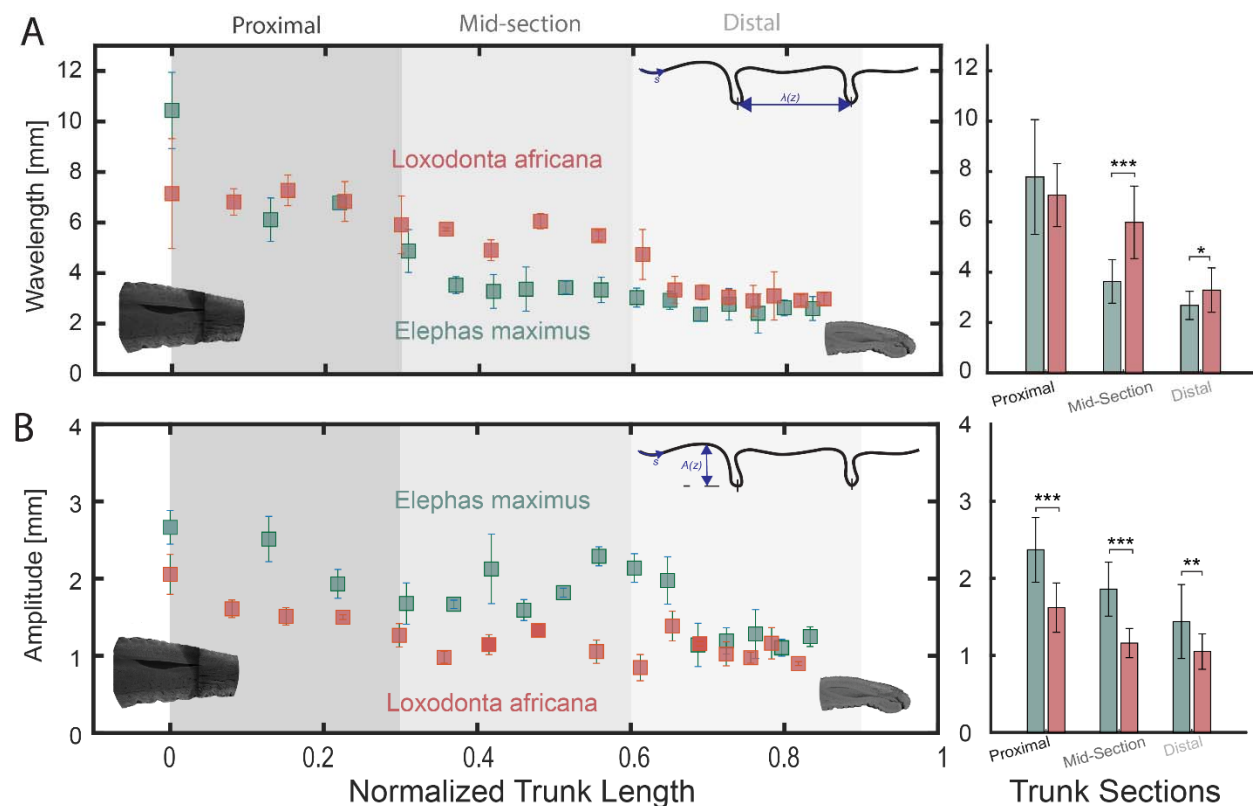 A
Proximal Mid-section Distal
Wavelength [mm]
12
10
8
6
4
2
0
s
λ(z)
Loxodonta africana
Elephas maximus
12
10
8
6
4
2
0
***
*
Proximal Mid-Section Distal
B
Amplitude [mm]
4
3
2
1
0
s
A(z)
Elephas maximus
Loxodonta africana
0 0.2 0.4 0.6 0.8 1
Normalized Trunk Length
4
3
2
1
0
***
***
**
Proximal Mid-Section Distal
Trunk Sections